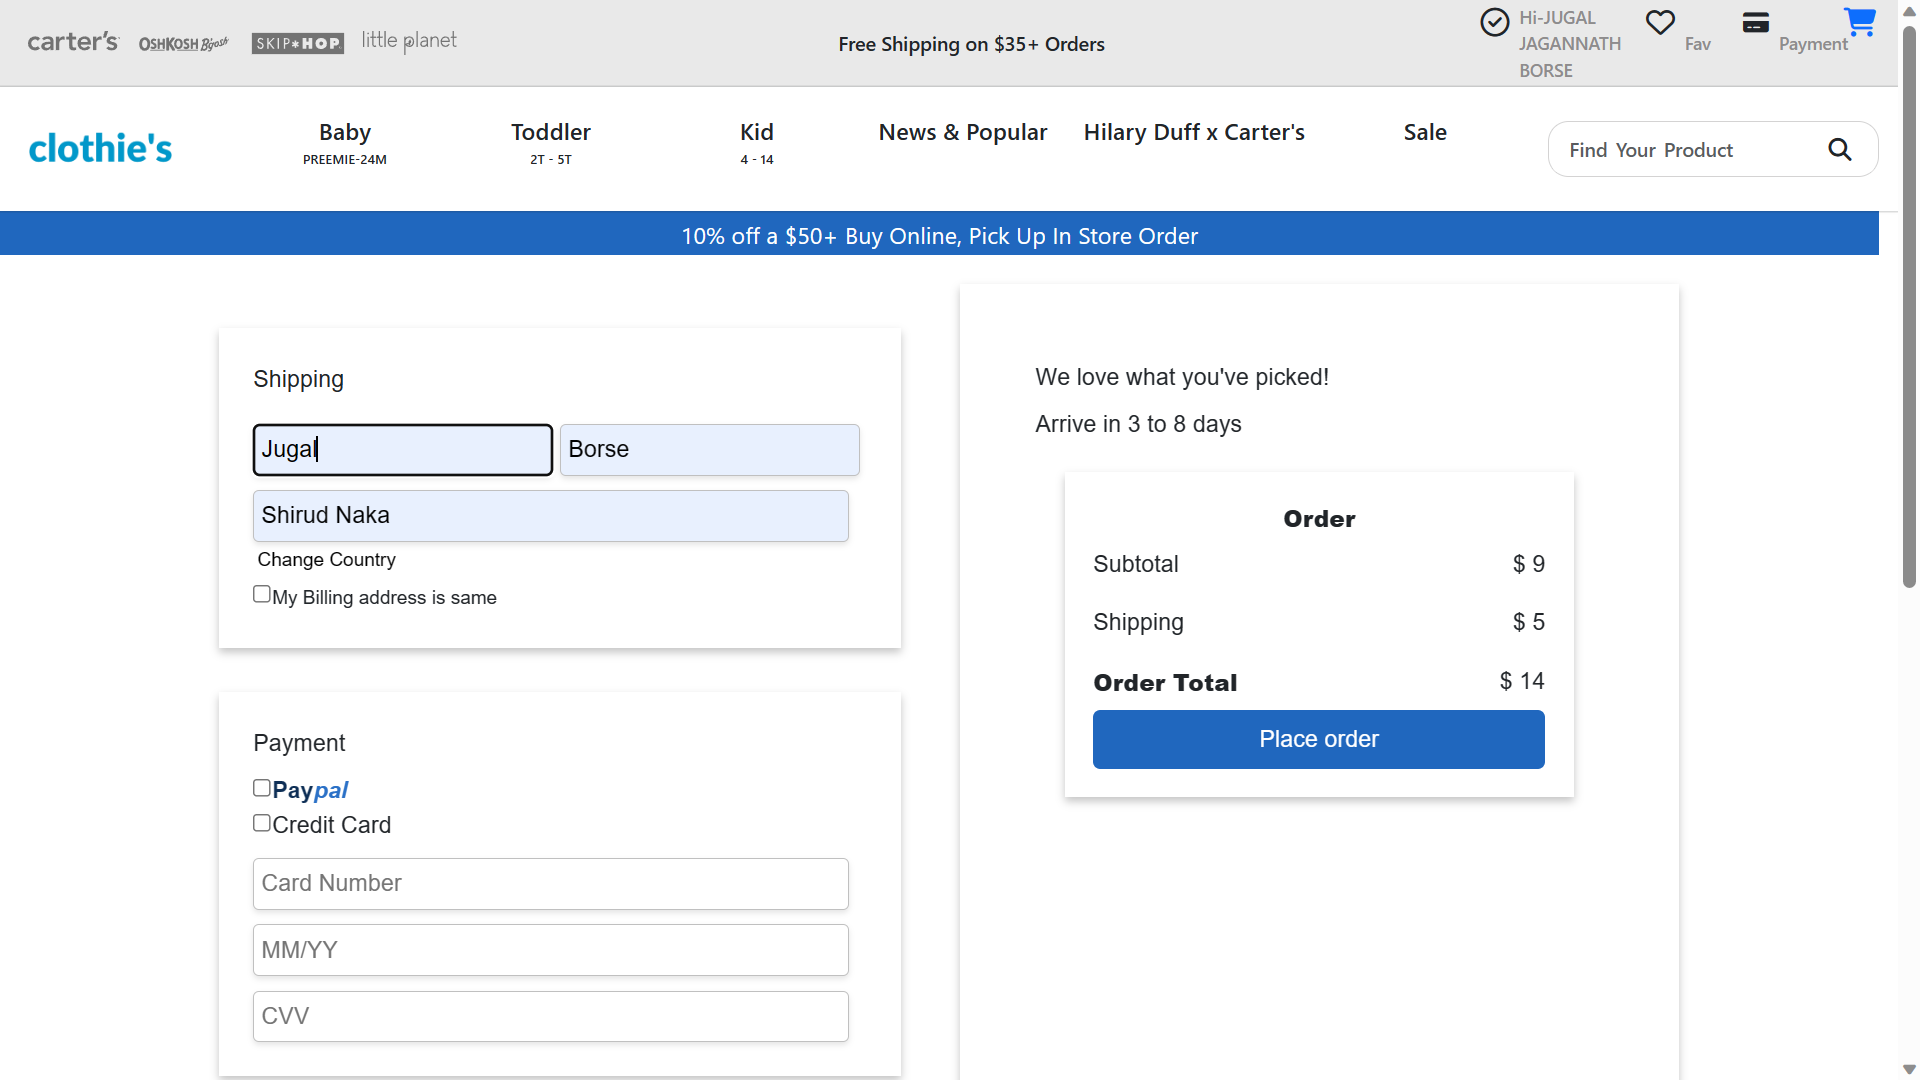 carter's
OSHKOSH B'gosh
SKIP*HOP
little planet
Free Shipping on $35+ Orders
Hi-JUGAL
JAGANNATH
BORSE
Fav
Payment
clothie's
Baby
PREEMIE-24M
Toddler
2T - 5T
Kid
4 - 14
News & Popular
Hilary Duff x Carter's
Sale
Find Your Product
10% off a $50+ Buy Online, Pick Up In Store Order
Shipping
Jugal
Borse
Shirud Naka
Change Country
My Billing address is same
Payment
Paypal
Credit Card
Card Number
MM/YY
CVV
We love what you've picked!
Arrive in 3 to 8 days
Order
Subtotal $ 9
Shipping $ 5
Order Total $ 14
Place order